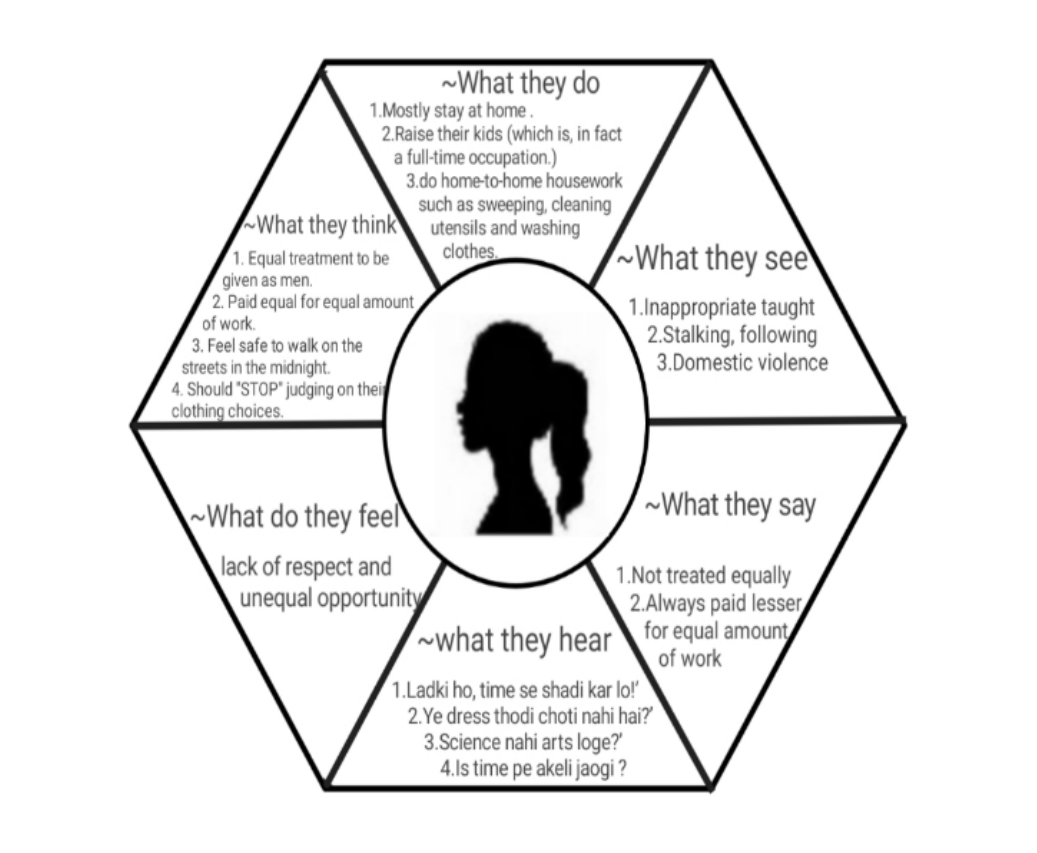 ~What they do
1.Mostly stay at home .
2.Raise their kids (which is, in fact
a full-time occupation.)
3.do home-to-home housework
such as sweeping, cleaning
utensils and washing
clothes.
~What they think
1. Equal treatment to be
given as men.
2. Paid equal for equal amount
of work.
3. Feel safe to walk on the
streets in the midnight.
4. Should "STOP" judging on their
clothing choices.
~What they see
1.Inappropriate taught
2.Stalking, following
3.Domestic violence
~What do they feel
lack of respect and
unequal opportunity
~What they say
1.Not treated equally
2.Always paid lesser
for equal amount
of work
~what they hear
1.Ladki ho, time se shadi kar lo!'
2.Ye dress thodi choti nahi hai?'
3.Science nahi arts loge?'
4.Is time pe akeli jaogi ?